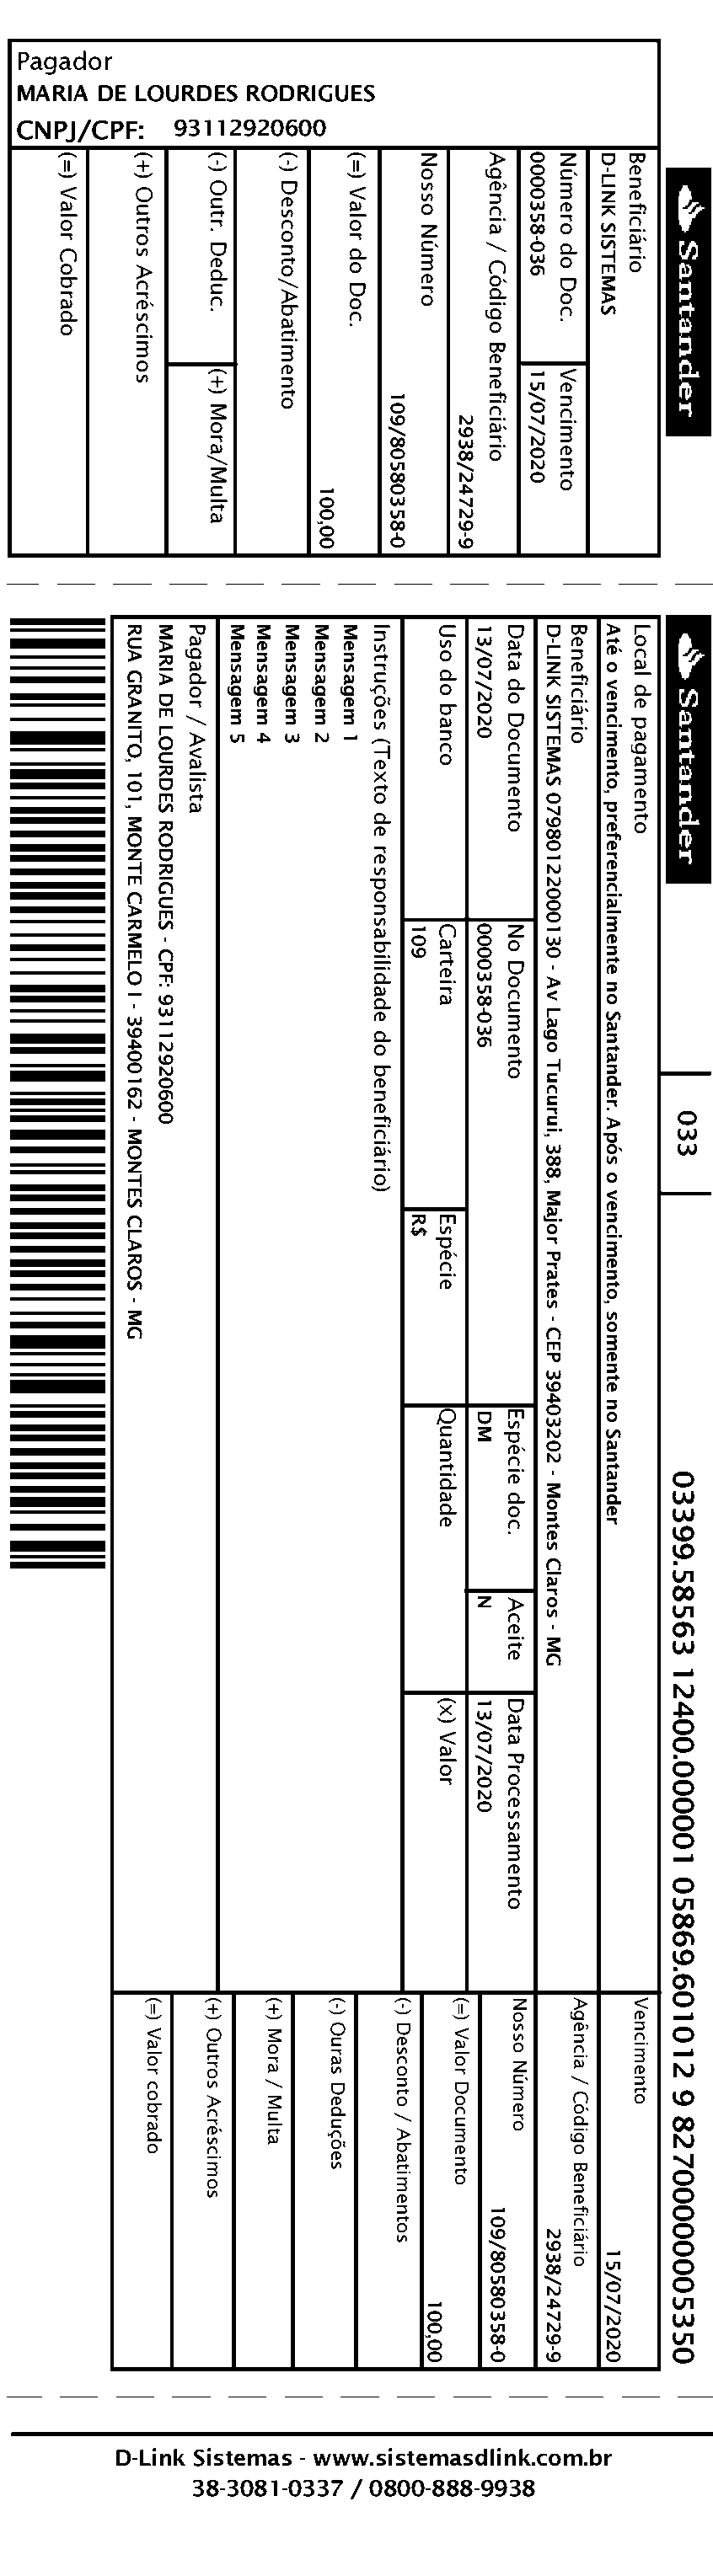 Pagador
MARIA DE LOURDES RODRIGUES
CNPJ/CPF: 93112920600
Santander
Beneficiário
D-LINK SISTEMAS
Número do Doc. Vencimento
0000358-036 15/07/2020
Agência / Código Beneficiário
2938/24729-9
Nosso Número
109/80580358-0
(=) Valor do Doc.
100,00
(-) Desconto/Abatimento
(-) Outr. Deduc. (+) Mora/Multa
(+) Outros Acréscimos
(=) Valor Cobrado
Santander 033 03399.58563 12400.000001 05869.601012 9 82700000005350
Local de pagamento
Até o vencimento, preferencialmente no Santander. Após o vencimento, somente no Santander
Vencimento
15/07/2020
Beneficiário
D-LINK SISTEMAS 07980122000130 - Av Lago Tucurui, 388, Major Prates - CEP 39403202 - Montes Claros - MG
Agência / Código Beneficiário
2938/24729-9
Data do Documento No Documento Espécie doc. Aceite Data Processamento
13/07/2020 0000358-036 DM N 13/07/2020
Nosso Número
109/80580358-0
Uso do banco Carteira Espécie Quantidade (x) Valor
109 R$
(=) Valor Documento
100,00
Instruções (Texto de responsabilidade do beneficiário)
Mensagem 1
Mensagem 2
Mensagem 3
Mensagem 4
Mensagem 5
(-) Desconto / Abatimentos
(-) Ouras Deduções
(+) Mora / Multa
(+) Outros Acréscimos
(=) Valor cobrado
Pagador / Avalista
MARIA DE LOURDES RODRIGUES - CPF: 93112920600
RUA GRANITO, 101, MONTE CARMELO I - 39400162 - MONTES CLAROS - MG
D-Link Sistemas - www.sistemasdlink.com.br
38-3081-0337 / 0800-888-9938